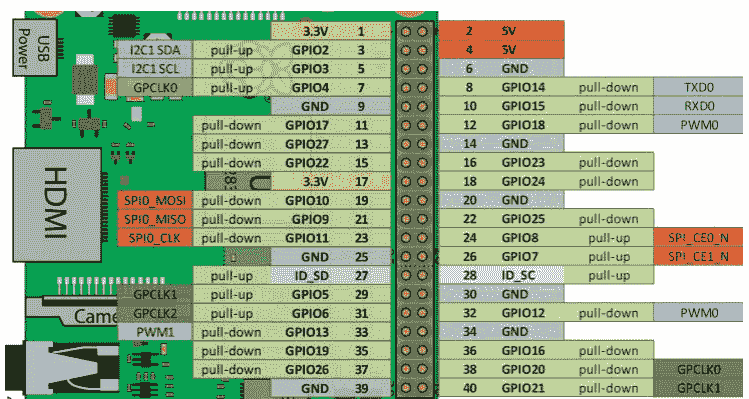 USB Power
HDMI
Came
3.3V 1 2 5V
I2C1 SDA pull-up GPIO2 3 4 5V
I2C1 SCL pull-up GPIO3 5 6 GND
GPCLK0 pull-up GPIO4 7 8 GPIO14 pull-down TXD0
GND 9 10 GPIO15 pull-down RXD0
pull-down GPIO17 11 12 GPIO18 pull-down PWM0
pull-down GPIO27 13 14 GND
pull-down GPIO22 15 16 GPIO23 pull-down
3.3V 17 18 GPIO24 pull-down
SPI0_MOSI pull-down GPIO10 19 20 GND
SPI0_MISO pull-down GPIO9 21 22 GPIO25 pull-down
SPI0_CLK pull-down GPIO11 23 24 GPIO8 pull-up SPI_CE0_N
GND 25 26 GPIO7 pull-up SPI_CE1_N
pull-up ID_SD 27 28 ID_SC pull-up
GPCLK1 pull-up GPIO5 29 30 GND
GPCLK2 pull-up GPIO6 31 32 GPIO12 pull-down PWM0
PWM1 pull-down GPIO13 33 34 GND
pull-down GPIO19 35 36 GPIO16 pull-down
pull-down GPIO26 37 38 GPIO20 pull-down GPCLK0
GND 39 40 GPIO21 pull-down GPCLK1